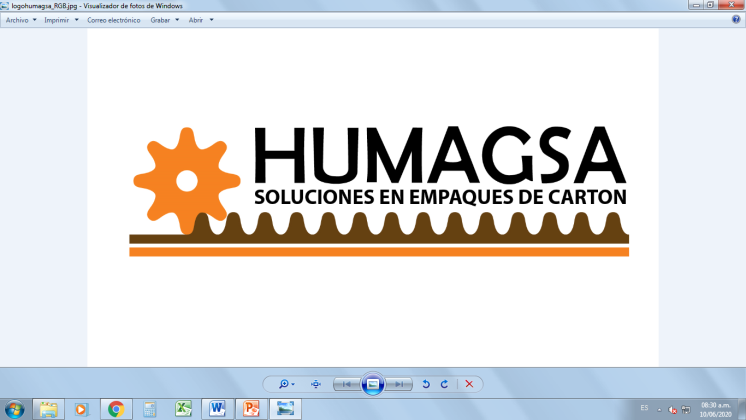 logohumagsa_RGB.jpg - Visualizador de fotos de Windows
Archivo Imprimir Correo electrónico Grabar Abrir
HUMAGSA
SOLUCIONES EN EMPAQUES DE CARTON
ES 08:30 a.m.
10/06/2020